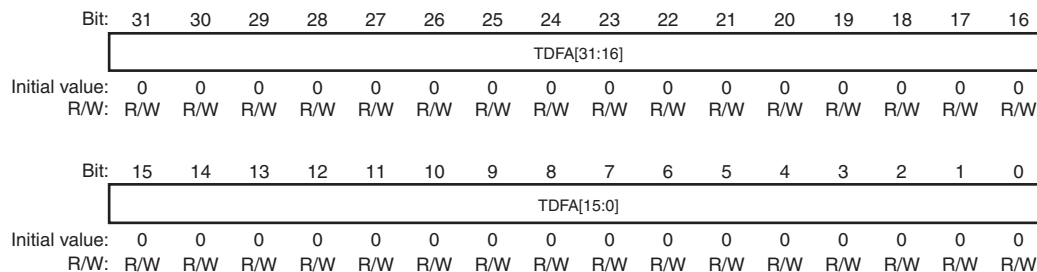 Bit: 31 30 29 28 27 26 25 24 23 22 21 20 19 18 17 16
TDFA[31:16]
Initial value: 0 0 0 0 0 0 0 0 0 0 0 0 0 0 0 0
R/W: R/W R/W R/W R/W R/W R/W R/W R/W R/W R/W R/W R/W R/W R/W R/W R/W
Bit: 15 14 13 12 11 10 9 8 7 6 5 4 3 2 1 0
TDFA[15:0]
Initial value: 0 0 0 0 0 0 0 0 0 0 0 0 0 0 0 0
R/W: R/W R/W R/W R/W R/W R/W R/W R/W R/W R/W R/W R/W R/W R/W R/W R/W